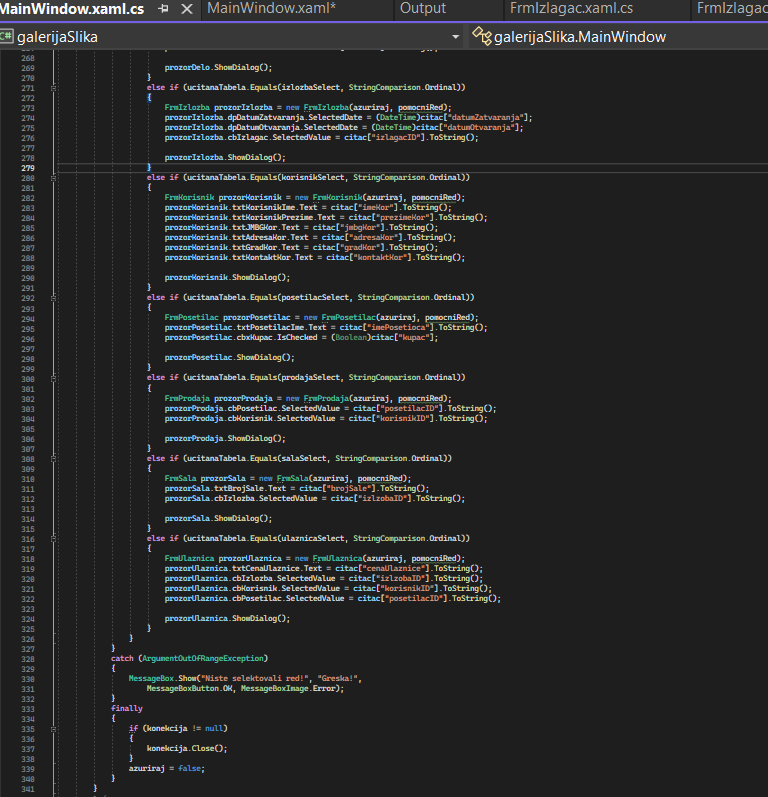 MainWindow.xaml.cs MainWindow.xaml* Output FrmIzlagac.xaml.cs FrmIzlagac
C# galerijaSlika galerijaSlika.MainWindow
268
269 prozorDelo.ShowDialog();
270 }
271 else if (ucitanaTabela.Equals(izlozbaSelect, StringComparison.Ordinal))
272 {
273 FrmIzlozba prozorIzlozba = new FrmIzlozba(azuriraj, pomocniRed);
274 prozorIzlozba.dpDatumZatvaranja.SelectedDate = (DateTime)citac["datumZatvaranja"];
275 prozorIzlozba.dpDatumOtvaranja.SelectedDate = (DateTime)citac["datumOtvaranja"];
276 prozorIzlozba.cbIzlagac.SelectedValue = citac["izlagacID"].ToString();
277
278 prozorIzlozba.ShowDialog();
279 }
280 else if (ucitanaTabela.Equals(korisnikSelect, StringComparison.Ordinal))
281 {
282 FrmKorisnik prozorKorisnik = new FrmKorisnik(azuriraj, pomocniRed);
283 prozorKorisnik.txtKorisnikIme.Text = citac["imeKor"].ToString();
284 prozorKorisnik.txtKorisnikPrezime.Text = citac["prezimeKor"].ToString();
285 prozorKorisnik.txtJMBGKor.Text = citac["jmbgKor"].ToString();
286 prozorKorisnik.txtAdresaKor.Text = citac["adresaKor"].ToString();
287 prozorKorisnik.txtGradKor.Text = citac["gradKor"].ToString();
288 prozorKorisnik.txtKontaktKor.Text = citac["kontaktKor"].ToString();
289
290 prozorKorisnik.ShowDialog();
291 }
292 else if (ucitanaTabela.Equals(posetilacSelect, StringComparison.Ordinal))
293 {
294 FrmPosetilac prozorPosetilac = new FrmPosetilac(azuriraj, pomocniRed);
295 prozorPosetilac.txtPosetilacIme.Text = citac["imePosetioca"].ToString();
296 prozorPosetilac.cbxKupac.IsChecked = (Boolean)citac["kupac"];
297
298 prozorPosetilac.ShowDialog();
299 }
300 else if (ucitanaTabela.Equals(prodajaSelect, StringComparison.Ordinal))
301 {
302 FrmProdaja prozorProdaja = new FrmProdaja(azuriraj, pomocniRed);
303 prozorProdaja.cbPosetilac.SelectedValue = citac["posetilacID"].ToString();
304 prozorProdaja.cbKorisnik.SelectedValue = citac["korisnikID"].ToString();
305
306 prozorProdaja.ShowDialog();
307 }
308 else if (ucitanaTabela.Equals(salaSelect, StringComparison.Ordinal))
309 {
310 FrmSala prozorSala = new FrmSala(azuriraj, pomocniRed);
311 prozorSala.txtBrojSale.Text = citac["brojSale"].ToString();
312 prozorSala.cbIzlozba.SelectedValue = citac["izlzobaID"].ToString();
313
314 prozorSala.ShowDialog();
315 }
316 else if (ucitanaTabela.Equals(ulaznicaSelect, StringComparison.Ordinal))
317 {
318 FrmUlaznica prozorUlaznica = new FrmUlaznica(azuriraj, pomocniRed);
319 prozorUlaznica.txtCenaUlaznice.Text = citac["cenaUlaznice"].ToString();
320 prozorUlaznica.cbIzlozba.SelectedValue = citac["izlzobaID"].ToString();
321 prozorUlaznica.cbKorisnik.SelectedValue = citac["korisnikID"].ToString();
322 prozorUlaznica.cbPosetilac.SelectedValue = citac["posetilacID"].ToString();
323
324 prozorUlaznica.ShowDialog();
325 }
326 }
327 }
328 catch (ArgumentOutOfRangeException)
329 {
330 MessageBox.Show("Niste selektovali red!", "Greska!",
331 MessageBoxButton.OK, MessageBoxImage.Error);
332 }
333 finally
334 {
335 if (konekcija != null)
336 {
337 konekcija.Close();
338 }
339 azuriraj = false;
340 }
341 }